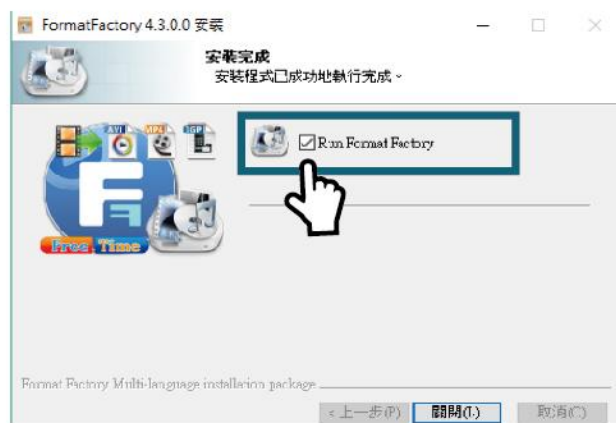 FormatFactory 4.3.0.0 安裝
安裝完成
安裝程式已成功地執行完成。
AVI
MP4
3GP
Run Format Factory
Free Time
Format Factory Multi-language installation package
<上一步(P)
關閉(L)
取消(C)